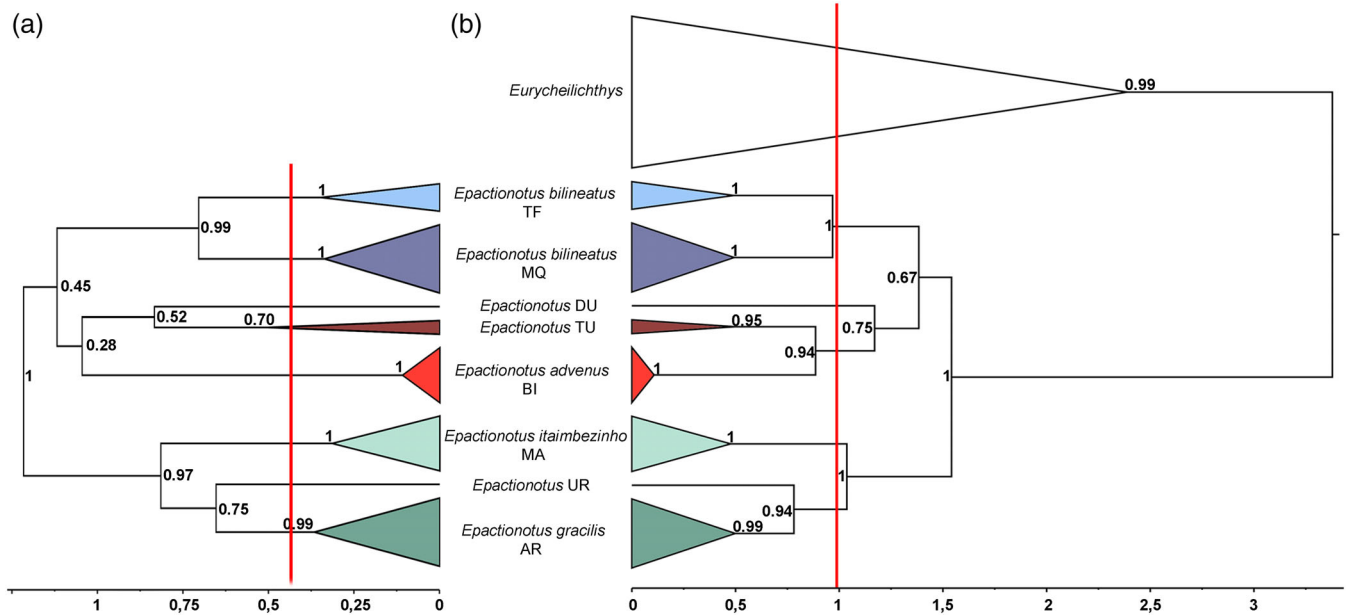 (a)
(b)
Eurycheilichthys
0.99
1
Epactionotus bilineatus
TF
1
0.99
1
1
Epactionotus bilineatus
MQ
1
0.45
0.67
Epactionotus DU
0.52
0.70
Epactionotus TU
0.95
0.75
0.28
0.94
1
Epactionotus advenus
BI
1
1
1
1
Epactionotus itaimbezinho
MA
1
0.97
1
Epactionotus UR
0.75
0.94
0.99
Epactionotus gracilis
AR
0.99
1
0,75
0,5
0,25
0
0
0,5
1
1,5
2
2,5
3